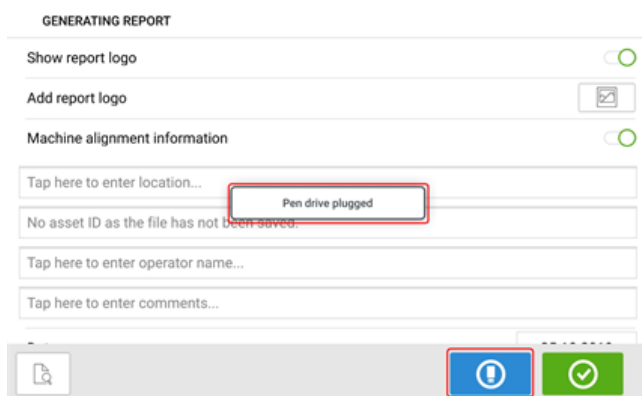 GENERATING REPORT
Show report logo
Add report logo
Machine alignment information
Tap here to enter location...
Pen drive plugged
No asset ID as the file has not been saved.
Tap here to enter operator name...
Tap here to enter comments...